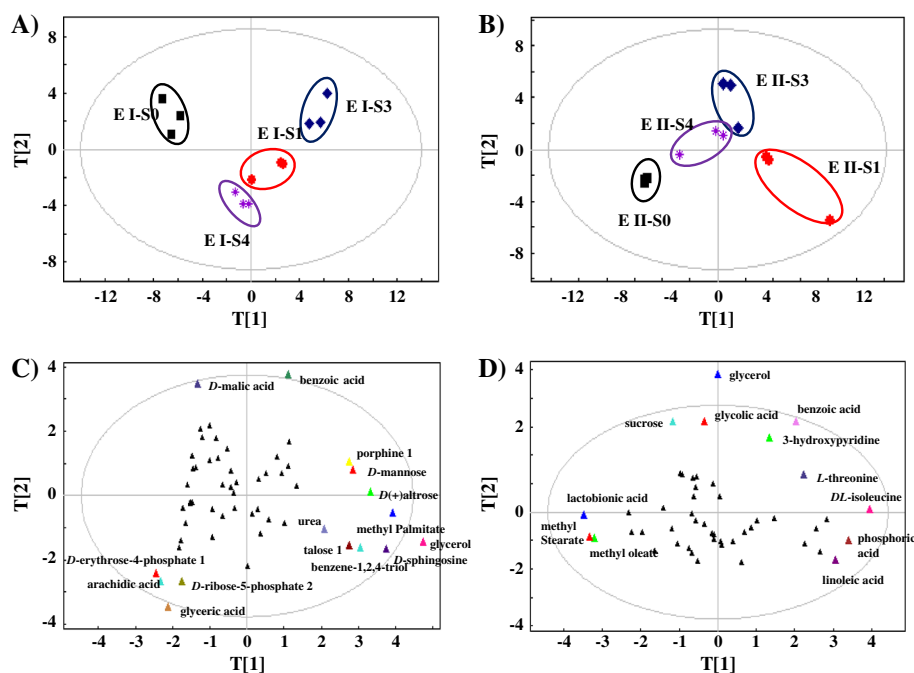 A)
8
4
0
-4
-8
T[2]
E I-S0
E I-S3
E I-S1
E I-S4
-12
-8
-4
0
4
8
12
T[1]
B)
8
4
0
-4
-8
T[2]
E II-S3
E II-S4
E II-S1
E II-S0
-12
-8
-4
0
4
8
12
T[1]
C)
4
2
0
-2
-4
T[2]
D-malic acid
benzoic acid
porphine 1
D-mannose
D(+)altrose
urea
methyl Palmitate
glycerol
talose 1
D-sphingosine
benzene-1,2,4-triol
-D-erythrose-4-phosphate 1
arachidic acid
D-ribose-5-phosphate 2
glyceric acid
-5
-4
-3
-2
-1
0
1
2
3
4
5
T[1]
D)
4
2
0
-2
-4
T[2]
glycerol
sucrose
glycolic acid
benzoic acid
3-hydroxypyridine
L-threonine
DL-isoleucine
lactobionic acid
methyl
Stearate
methyl oleate
phosphoric
acid
linoleic acid
-5
-4
-3
-2
-1
0
1
2
3
4
5
T[1]